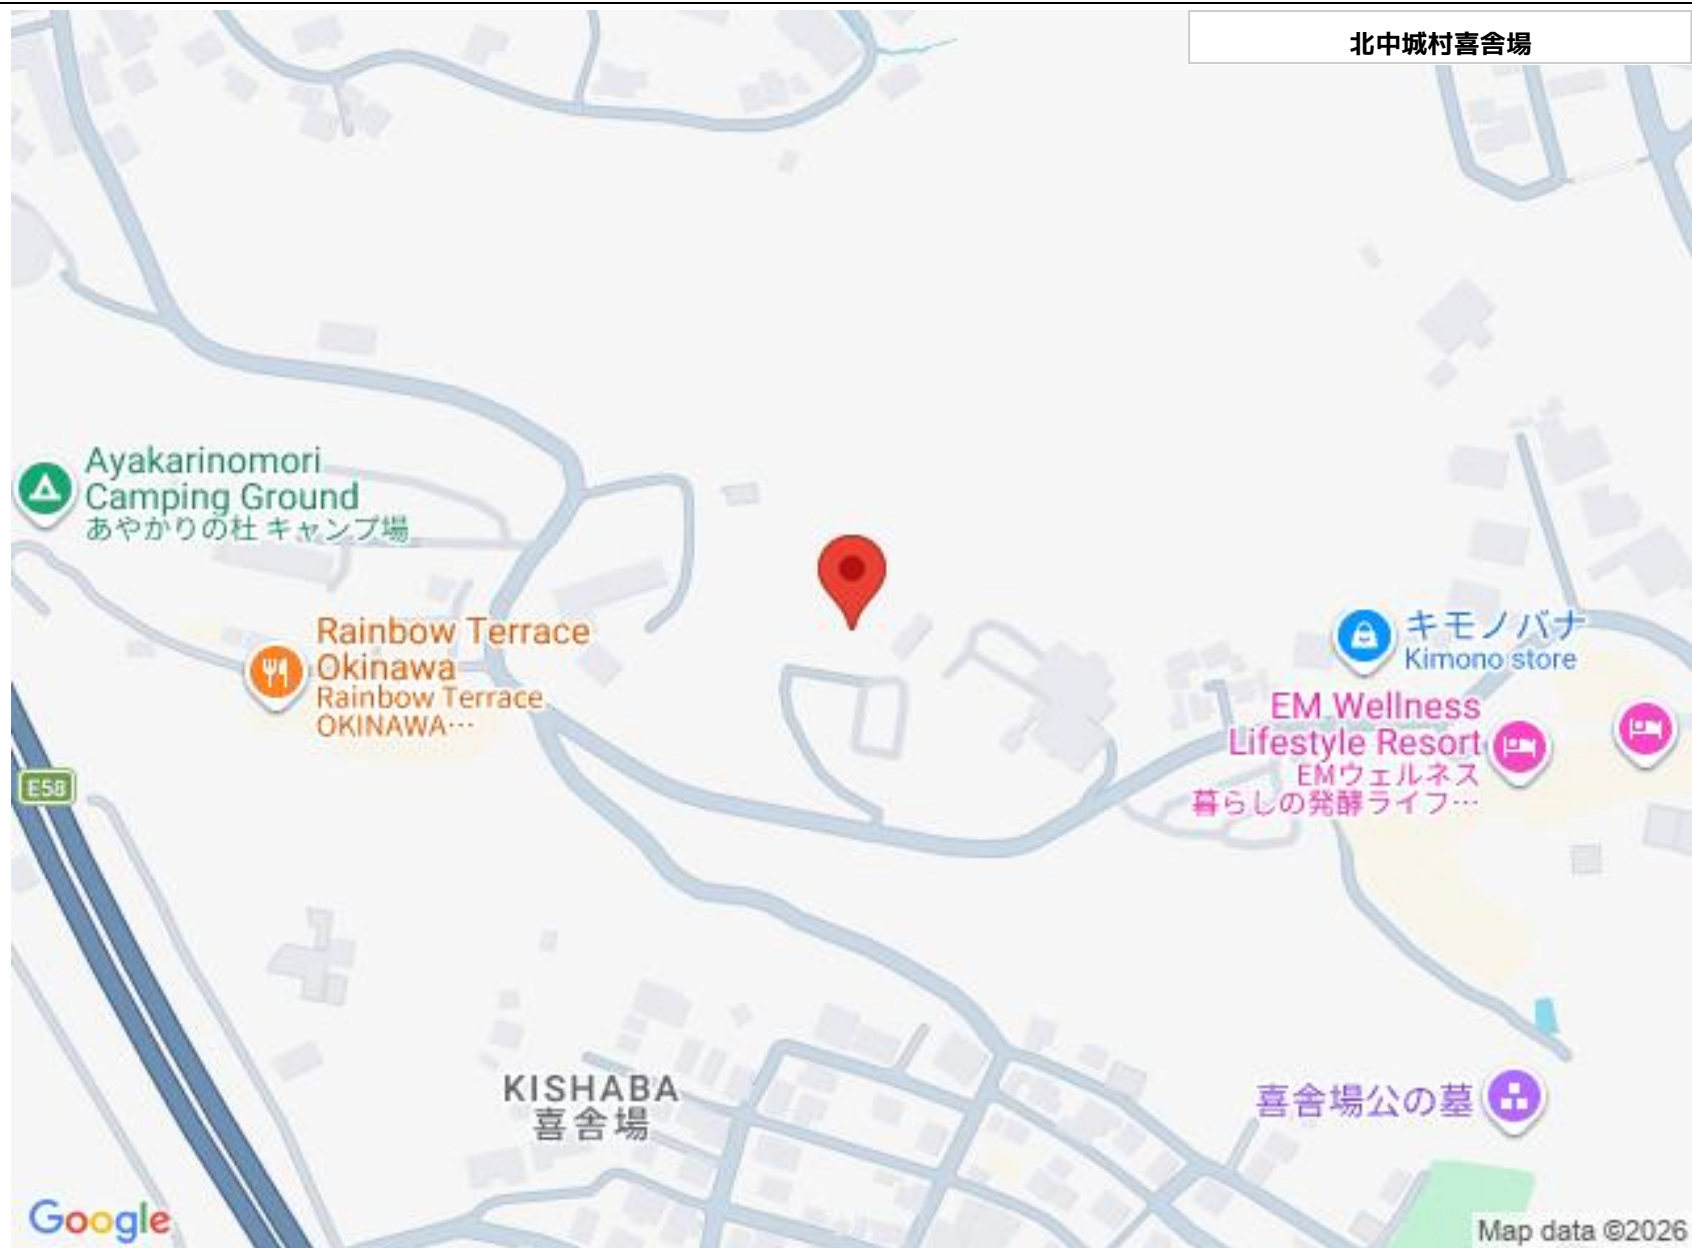 北中城村喜舎場
Ayakarinomori
Camping Ground
あやかりの杜 キャンプ場
Rainbow Terrace
Okinawa
Rainbow Terrace
OKINAWA…
キモノバナ
Kimono store
EM Wellness
Lifestyle Resort
EMウェルネス
暮らしの発酵ライフ…
E58
KISHABA
喜舎場
喜舎場公の墓
Google
Map data ©2026